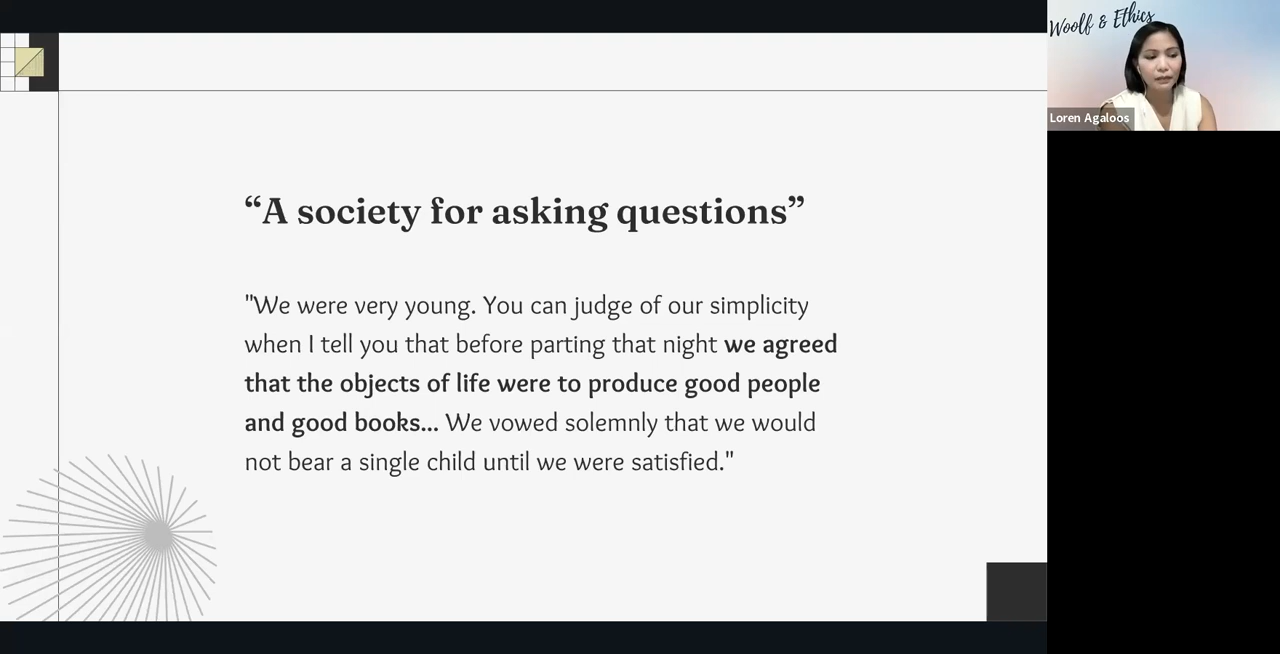 Woolf & Ethics
Loren Agaloos
“A society for asking questions”
"We were very young. You can judge of our simplicity
when I tell you that before parting that night we agreed
that the objects of life were to produce good people
and good books... We vowed solemnly that we would
not bear a single child until we were satisfied."